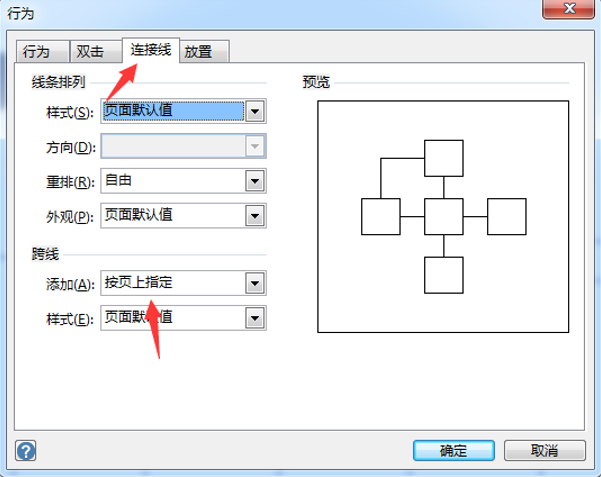 行为
行为 双击 连接线 放置
线条排列
样式(S): 页面默认值
方向(D):
重排(R): 自由
外观(P): 页面默认值
跨线
添加(A): 按页上指定
样式(E): 页面默认值
预览
?
确定 取消